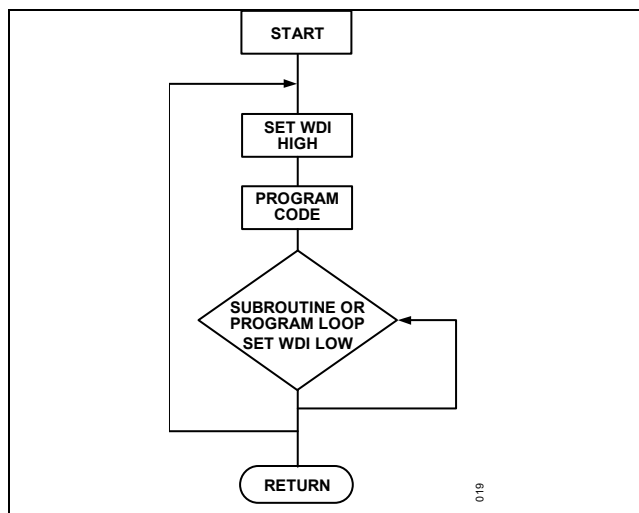 START
SET WDI
HIGH
PROGRAM
CODE
SUBROUTINE OR
PROGRAM LOOP
SET WDI LOW
RETURN
019